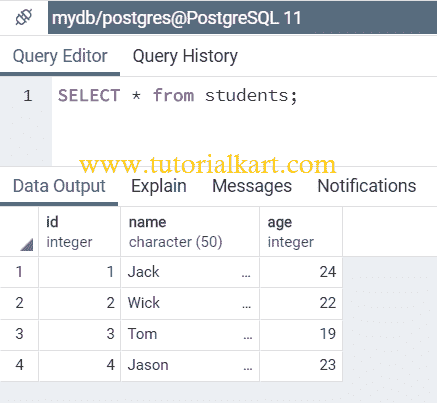 mydb/postgres@PostgreSQL 11
Query Editor Query History
1 SELECT * from students;
www.tutorialkart.com
Data Output Explain Messages Notifications
id name age
integer character (50) integer
1 1 Jack ... 24
2 2 Wick ... 22
3 3 Tom ... 19
4 4 Jason ... 23